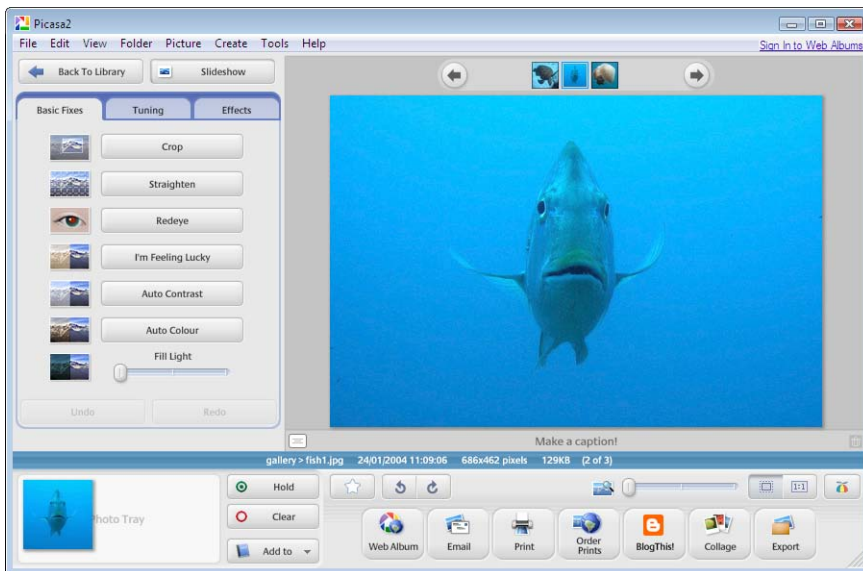 Picasa2
File Edit View Folder Picture Create Tools Help
Sign In to Web Albums
Back To Library
Slideshow
Basic Fixes Tuning Effects
Crop
Straighten
Redeye
I'm Feeling Lucky
Auto Contrast
Auto Colour
Fill Light
Undo Redo
Make a caption!
gallery > fish1.jpg 24/01/2004 11:09:06 686x462 pixels 129KB (2 of 3)
Photo Tray
Hold
Clear
Add to
1:1
Web Album
Email
Print
Order
Prints
BlogThis!
Collage
Export